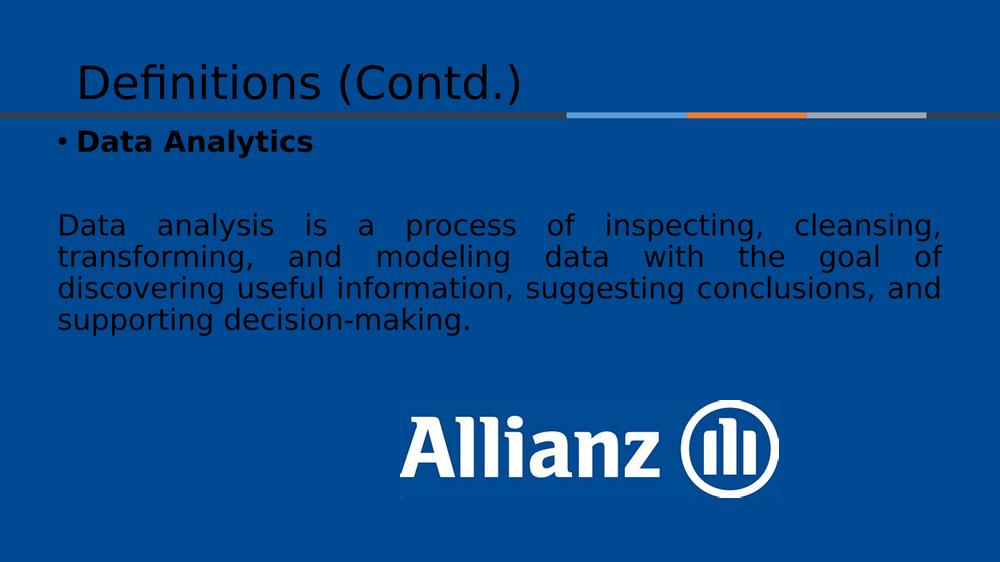 Definitions (Contd.)
• Data Analytics
Data analysis is a process of inspecting, cleansing,
transforming, and modeling data with the goal of
discovering useful information, suggesting conclusions, and
supporting decision-making.
Allianz